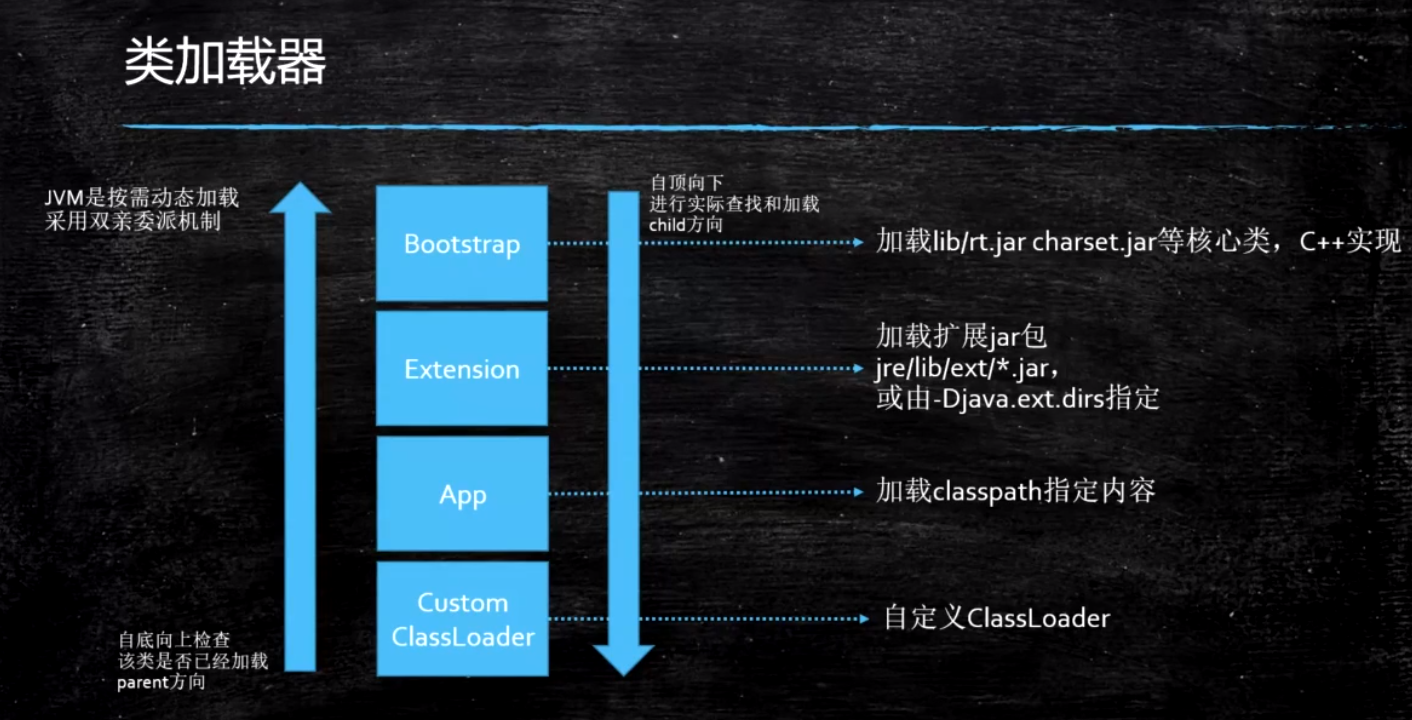 类加载器
JVM是按需动态加载
采用双亲委派机制
自顶向下
进行实际查找和加载
child方向
Bootstrap
加载lib/rt.jar charset.jar等核心类，C++实现
Extension
加载扩展jar包
jre/lib/ext/*.jar，
或由-Djava.ext.dirs指定
App
加载classpath指定内容
Custom
ClassLoader
自定义ClassLoader
自底向上检查
该类是否已经加载
parent方向